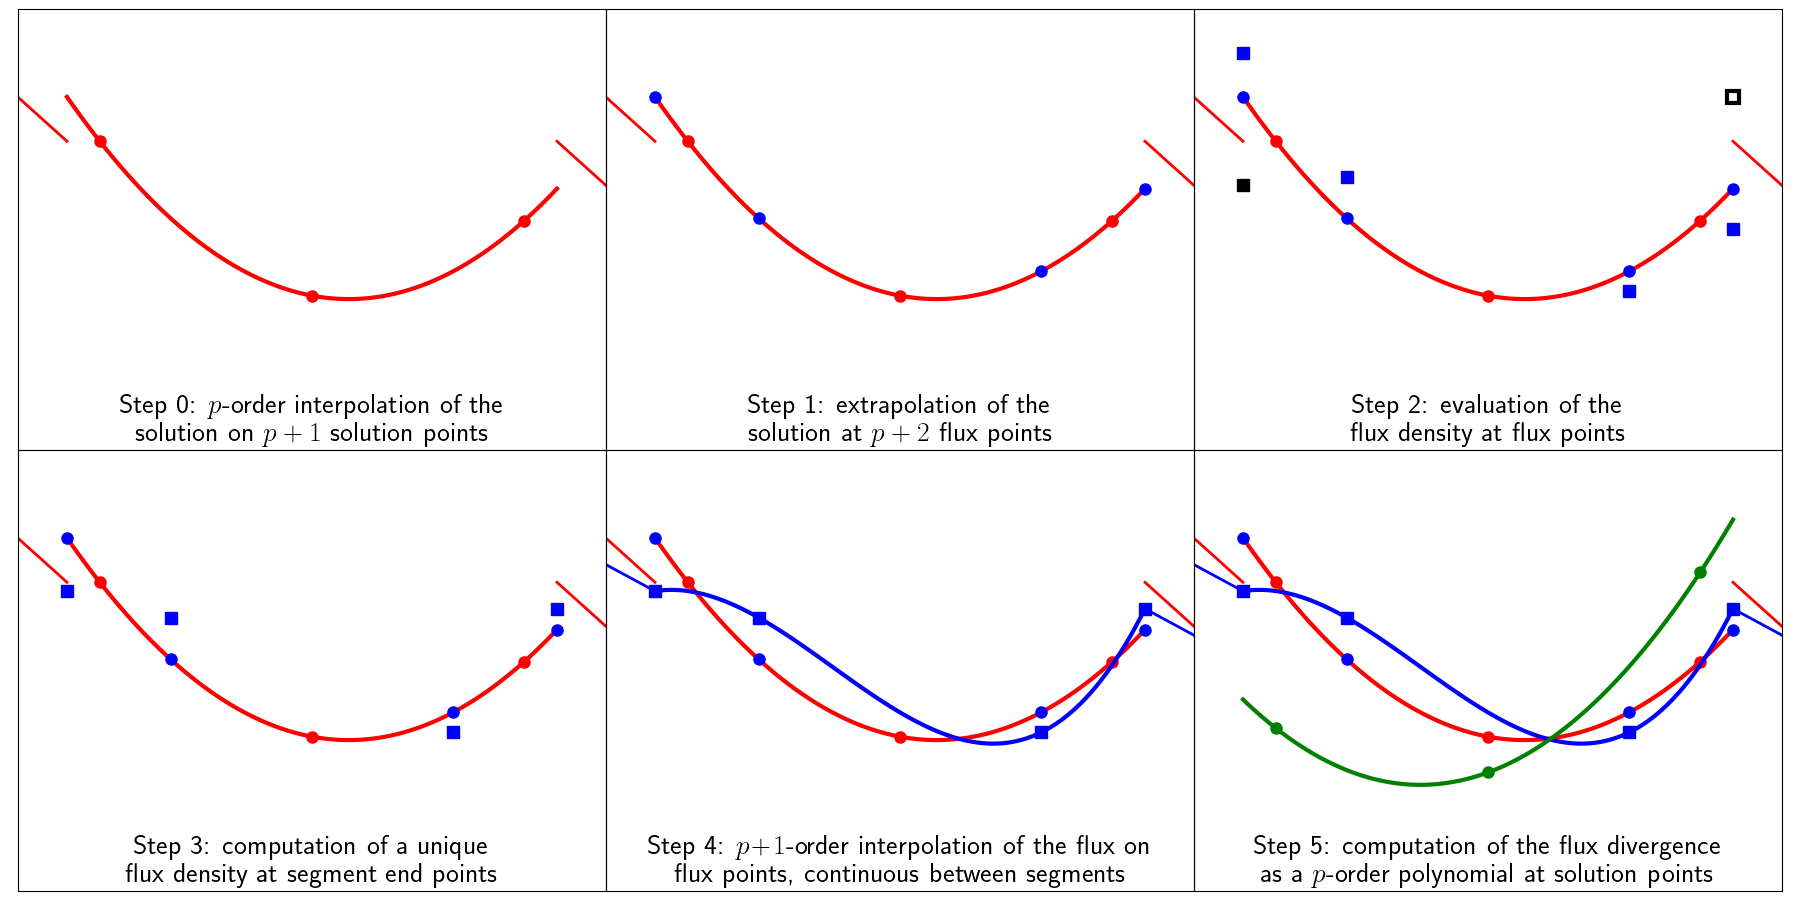 Step 0: p-order interpolation of the
solution on p + 1 solution points
Step 1: extrapolation of the
solution at p + 2 flux points
Step 2: evaluation of the
flux density at flux points
Step 3: computation of a unique
flux density at segment end points
Step 4: p+1-order interpolation of the flux on
flux points, continuous between segments
Step 5: computation of the flux divergence
as a p-order polynomial at solution points